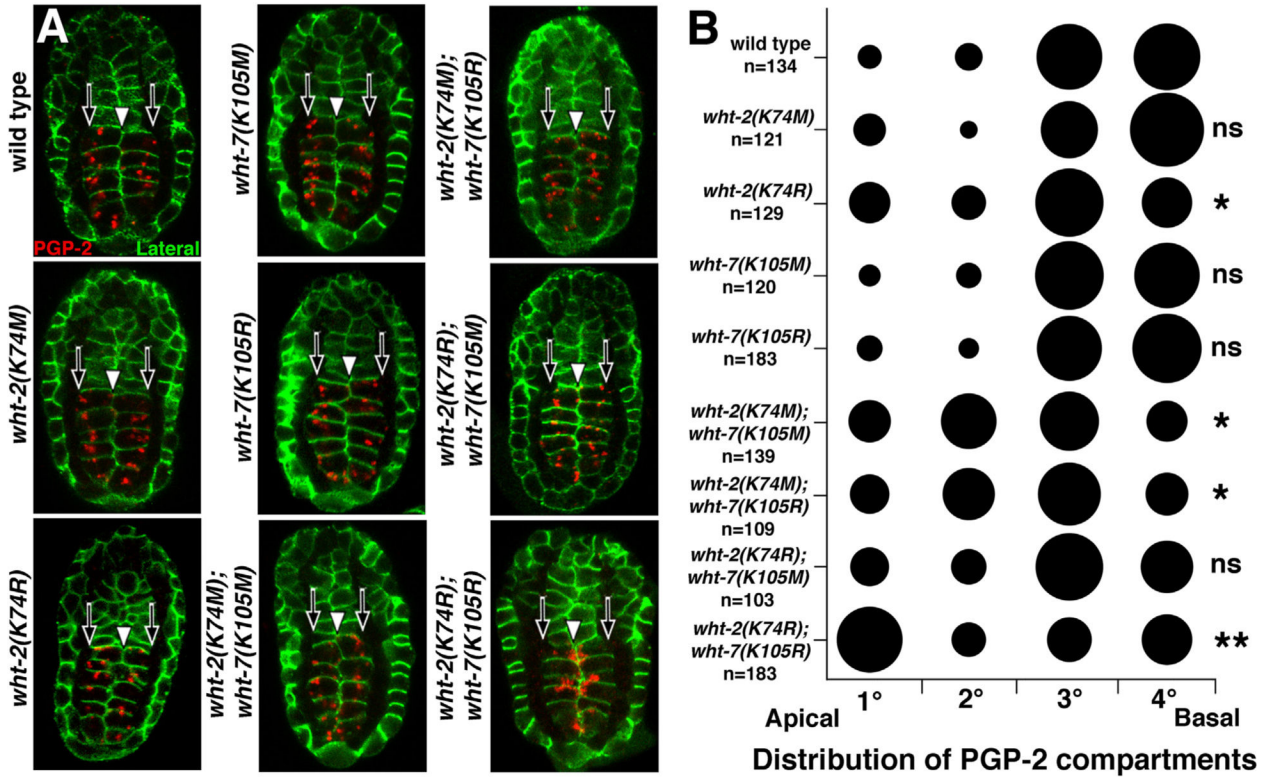 A
wild type
PGP-2
Lateral
wht-7(K105M)
wht-2(K74M);
wht-7(K105R)
wht-2(K74M)
wht-7(K105R)
wht-2(K74R);
wht-7(K105M)
wht-2(K74R)
wht-2(K74M);
wht-7(K105M)
wht-2(K74R);
wht-7(K105R)
B
wild type
n=134
wht-2(K74M)
n=121
ns
wht-2(K74R)
n=129
*
wht-7(K105M)
n=120
ns
wht-7(K105R)
n=183
ns
wht-2(K74M);
wht-7(K105M)
n=139
*
wht-2(K74M);
wht-7(K105R)
n=109
*
wht-2(K74R);
wht-7(K105M)
n=103
ns
wht-2(K74R);
wht-7(K105R)
n=183
**
1° 2° 3° 4°
Apical
Basal
Distribution of PGP-2 compartments